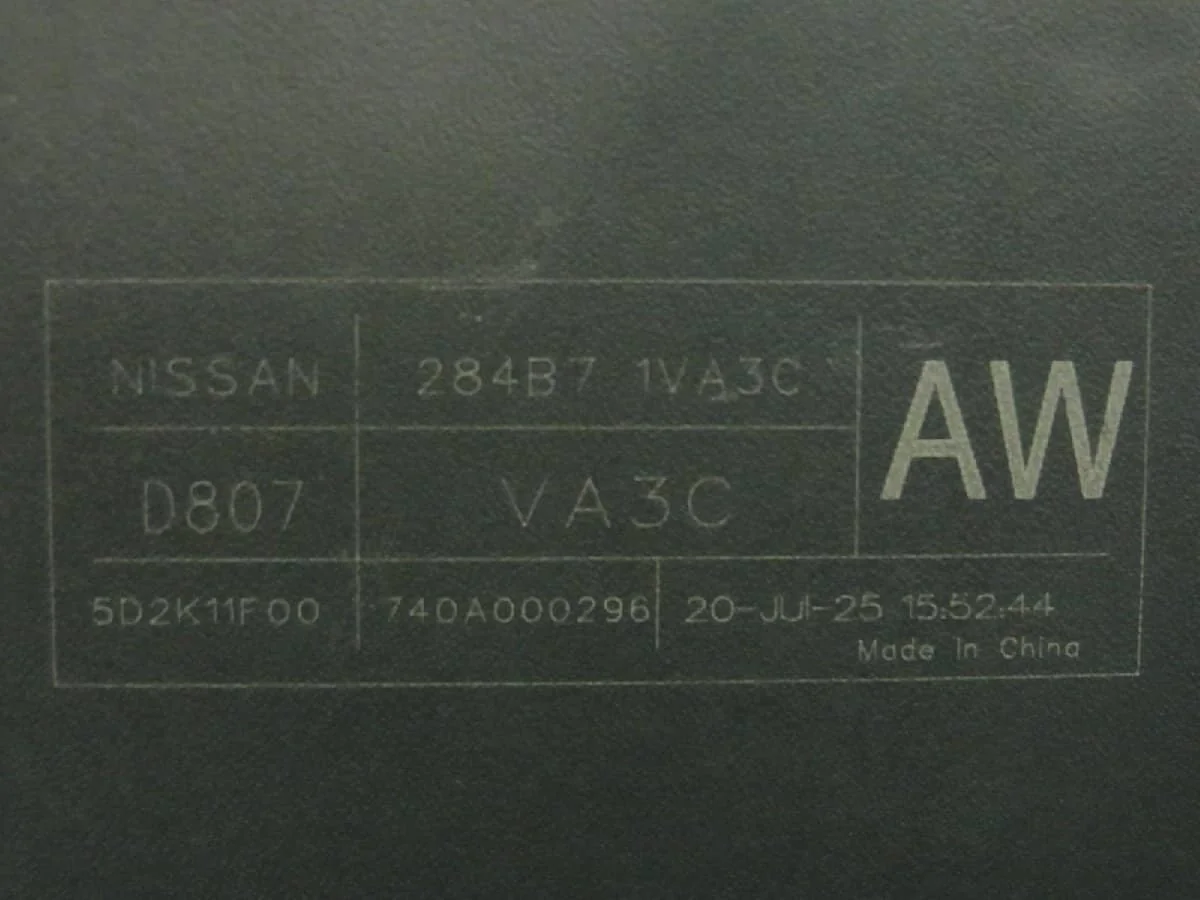 NISSAN 284B7 1VA3C AW
D807 VA3C
5D2K11F00 740A000296 20-JUl-25 15:52:44
Made in China